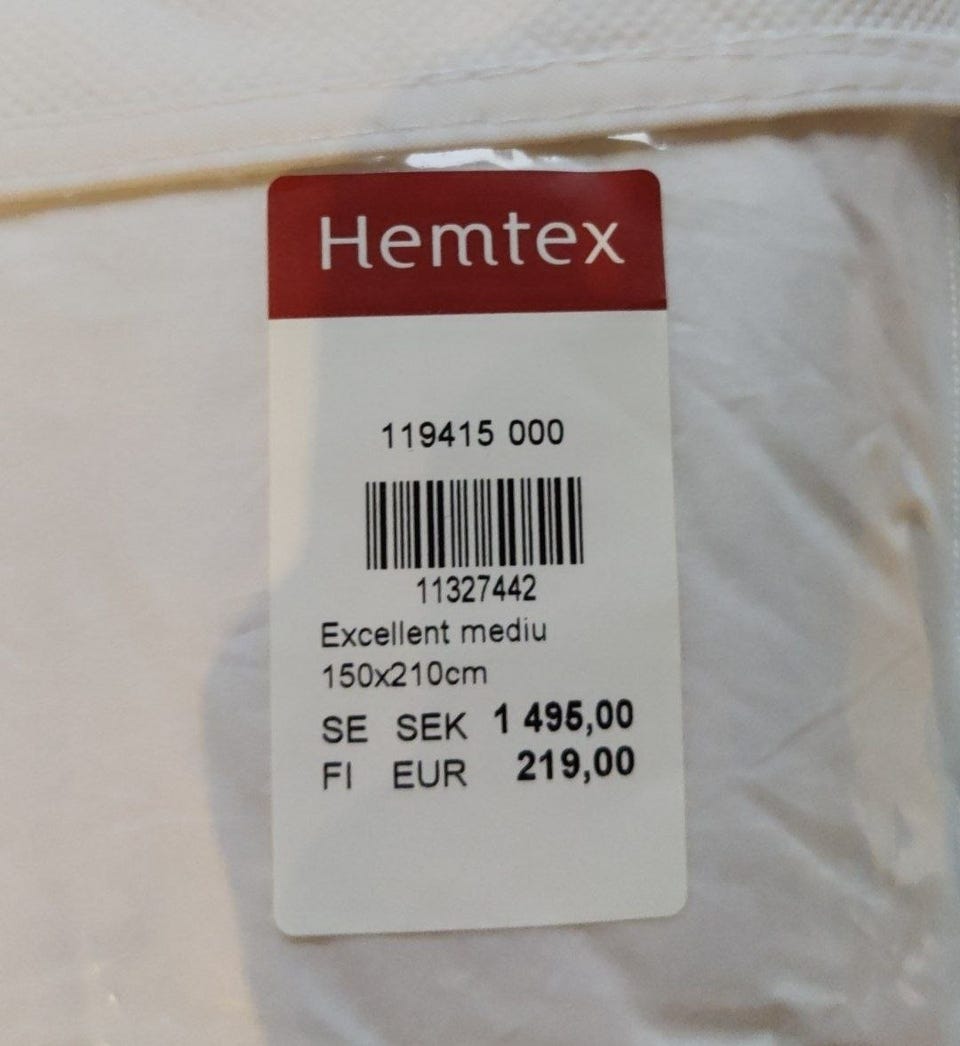 Hemtex
119415 000
11327442
Excellent mediu
150x210cm
SE SEK 1 495,00
FI EUR 219,00